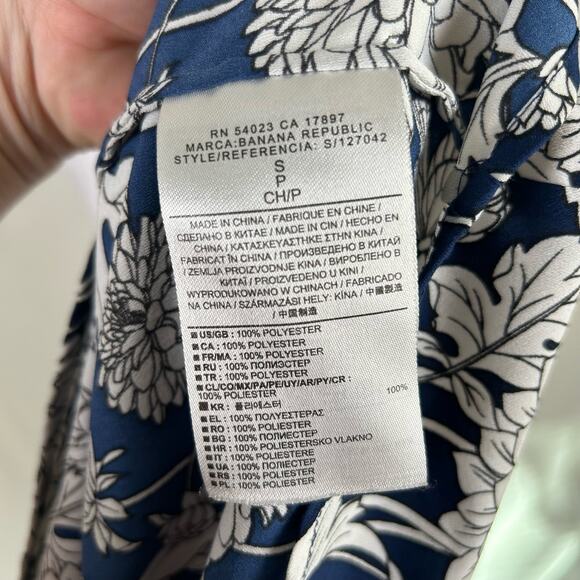 RN 54023 CA 17897
MARCA:BANANA REPUBLIC
STYLE/REFERENCIA: S/127042
S
P
CH/P
MADE IN CHINA / FABRIQUE EN CHINE /
СДЕЛАНО В КИТАЕ / MADE IN CIN / HECHO EN
CHINA / ΚΑΤΑΣΚΕΥΑΣΤΗΚΕ ΣΤΗΝ ΚΙΝΑ /
FABRICAT ÎN CHINA / ПРОИЗВЕДЕНО В КИТАЙ
/ ZEMLJA PROIZVODNJE KINA / ВИРОБЛЕНО В
КИТАЇ / PROIZVEDENO U KINI /
WYPRODUKOWANO W CHINACH / FABRICADO
NA CHINA / SZÁRMAZÁSI HELY: KÍNA / 中國製造
/ 中国制造
US/GB : 100% POLYESTER
CA : 100% POLYESTER
FR/MA : 100% POLYESTER
RU : 100% ПОЛИЭСТЕР
TR : 100% POLYESTER
CL/CO/MX/PA/PE/UY/AR/PY/CR :
100% POLIESTER
KR : 폴리에스터 100%
EL : 100% ΠΟΛΥΕΣΤΕΡΑΣ
RO : 100% POLIESTER
BG : 100% ПОЛИЕСТЕР
HR : 100% POLIESTERSKO VLAKNO
IT : 100% POLIESTERE
UA : 100% ПОЛІЕСТЕР
RS : 100% POLIESTER
PL : 100% POLIESTER